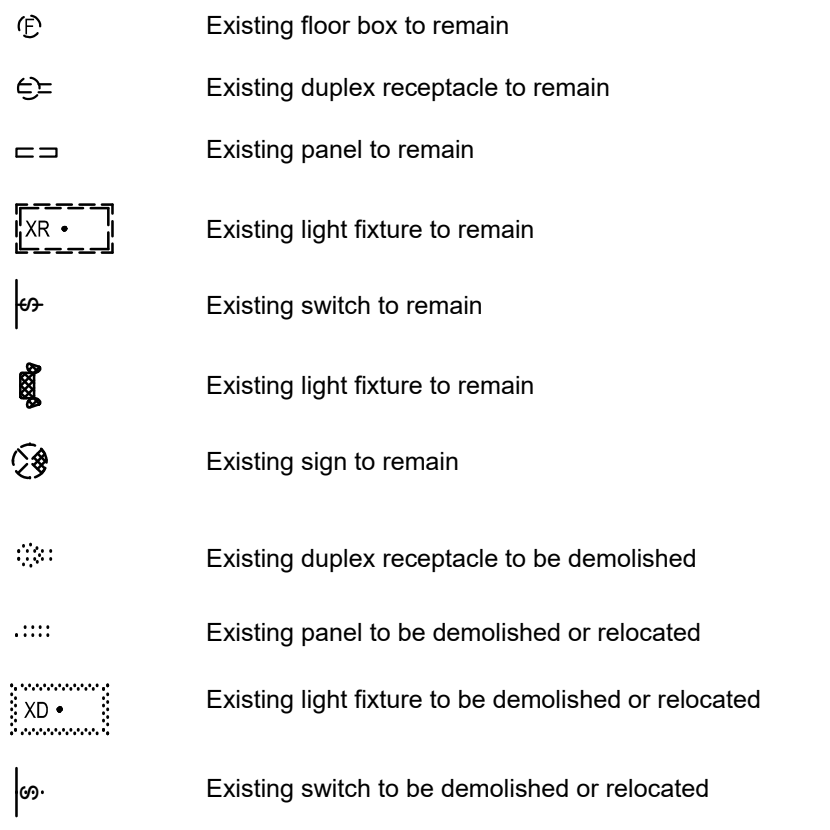 F Existing floor box to remain
Existing duplex receptacle to remain
Existing panel to remain
XR • Existing light fixture to remain
$ Existing switch to remain
Existing light fixture to remain
Existing sign to remain
Existing duplex receptacle to be demolished
Existing panel to be demolished or relocated
XD • Existing light fixture to be demolished or relocated
$ Existing switch to be demolished or relocated